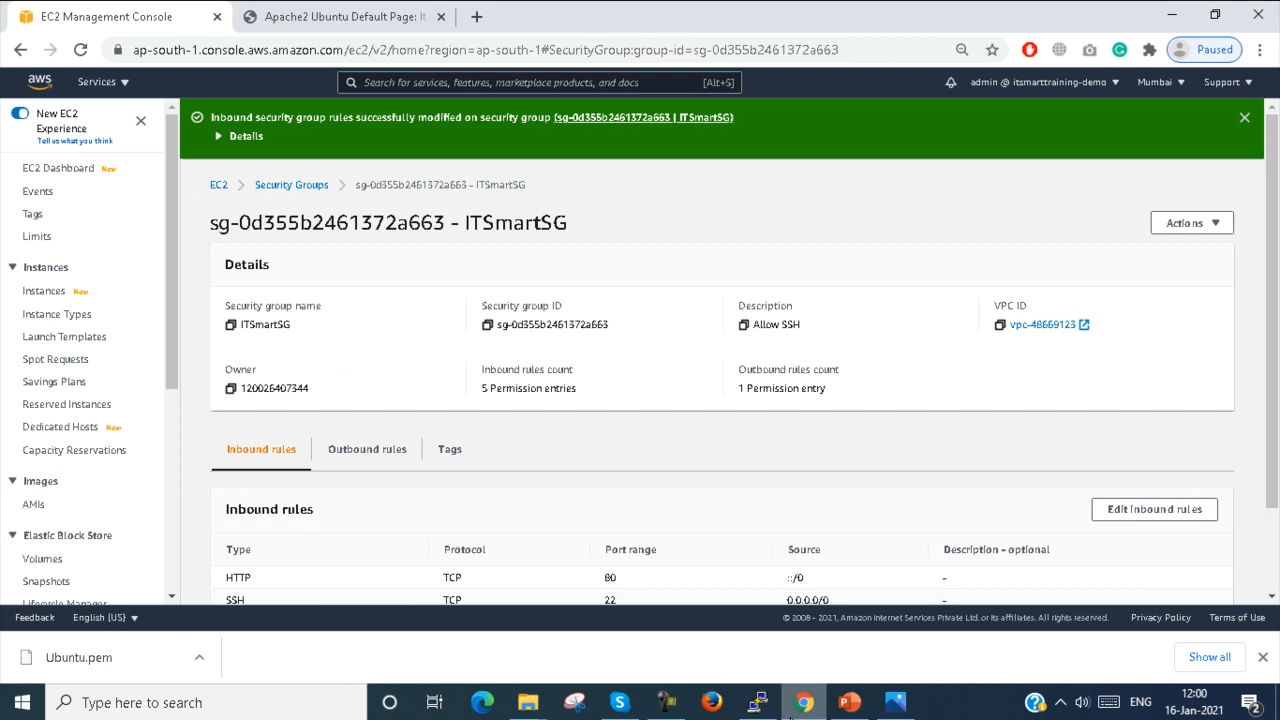 EC2 Management Console
Apache2 Ubuntu Default Page: It
ap-south-1.console.aws.amazon.com/ec2/v2/home?region=ap-south-1#SecurityGroup:group-id=sg-0d355b2461372a663
Paused
aws
Services
Search for services, features, marketplace products, and docs
[Alt+S]
admin @ itsmarttraining-demo
Mumbai
Support
New EC2
Experience
Tell us what you think
EC2 Dashboard New
Events
Tags
Limits
Instances
Instances New
Instance Types
Launch Templates
Spot Requests
Savings Plans
Reserved Instances
Dedicated Hosts New
Capacity Reservations
Images
AMIs
Elastic Block Store
Volumes
Snapshots
Lifecycle Manager
Inbound security group rules successfully modified on security group (sg-0d355b2461372a663 | ITSmartSG)
Details
EC2 Security Groups sg-0d355b2461372a663 - ITSmartSG
sg-0d355b2461372a663 - ITSmartSG
Actions
Details
Security group name
ITSmartSG
Security group ID
sg-0d355b2461372a663
Description
Allow SSH
VPC ID
vpc-48669123
Owner
120026407344
Inbound rules count
5 Permission entries
Outbound rules count
1 Permission entry
Inbound rules
Outbound rules
Tags
Inbound rules
Edit inbound rules
Type Protocol Port range Source Description - optional
HTTP TCP 80 ::/0 -
SSH TCP 22 0.0.0.0/0 -
Feedback English (US)
© 2008 - 2021, Amazon Internet Services Private Ltd. or its affiliates. All rights reserved. Privacy Policy Terms of Use
Ubuntu.pem
Show all
Type here to search
ENG
12:00
16-Jan-2021
2